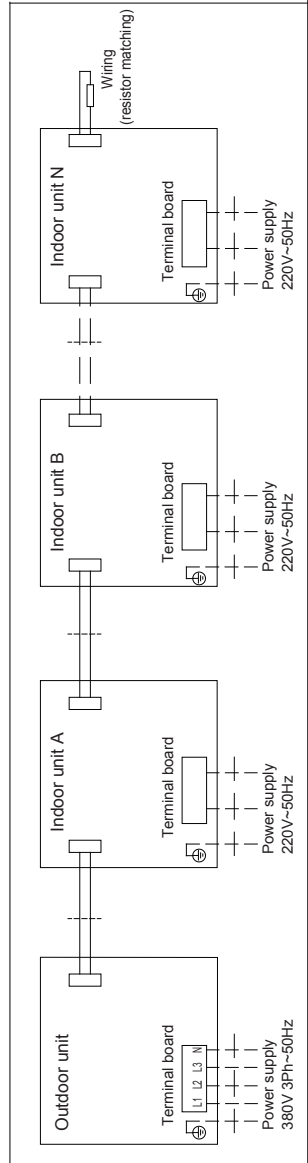 Outdoor unit
Terminal board
L1 L2 L3 N
Power supply
380V 3Ph~50Hz
Indoor unit A
Terminal board
Power supply
220V~50Hz
Indoor unit B
Terminal board
Power supply
220V~50Hz
Indoor unit N
Terminal board
Power supply
220V~50Hz
Wiring
(resistor matching)